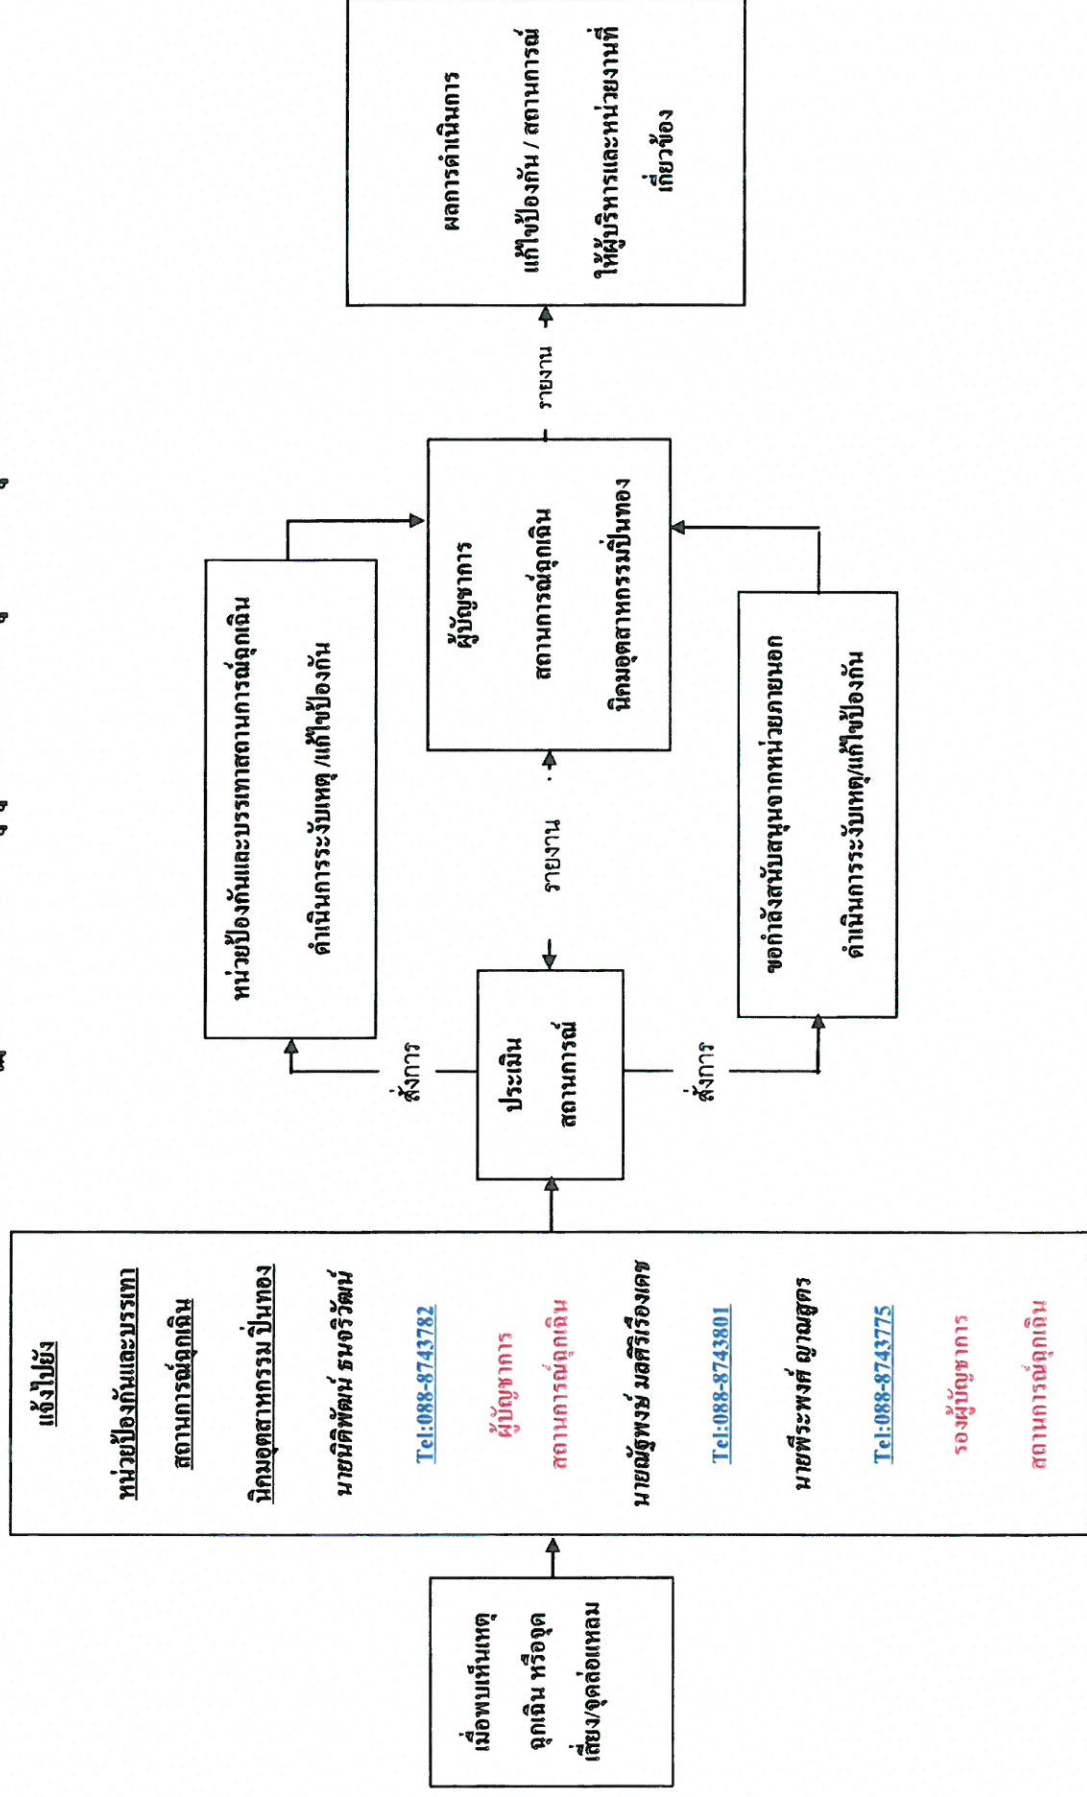 เมื่อพบเห็นเหตุ
ฉุกเฉิน หรือจุด
เสี่ยง/จุดล่อแหลม
แจ้งไปยัง
หน่วยป้องกันและบรรเทา
สถานการณ์ฉุกเฉิน
นิคมอุตสาหกรรม ปิ่นทอง
นายนิติพัฒน์ ธนจริวัฒน์
Tel:088-8743782
ผู้บัญชาการ
สถานการณ์ฉุกเฉิน
นายณัฐพงษ์ มลศิริเรืองเดช
Tel:088-8743801
นายพีระพงศ์ ญาณสูตร
Tel:088-8743775
รองผู้บัญชาการ
สถานการณ์ฉุกเฉิน
ประเมิน
สถานการณ์
สั่งการ
สั่งการ
หน่วยป้องกันและบรรเทาสถานการณ์ฉุกเฉิน
ดำเนินการระงับเหตุ /แก้ไขป้องกัน
รายงาน
ขอกำลังสนับสนุนจากหน่วยภายนอก
ดำเนินการระงับเหตุ/แก้ไขป้องกัน
ผู้บัญชาการ
สถานการณ์ฉุกเฉิน
นิคมอุตสาหกรรมปิ่นทอง
รายงาน
ผลการดำเนินการ
แก้ไขป้องกัน / สถานการณ์
ให้ผู้บริหารและหน่วยงานที่
เกี่ยวข้อง